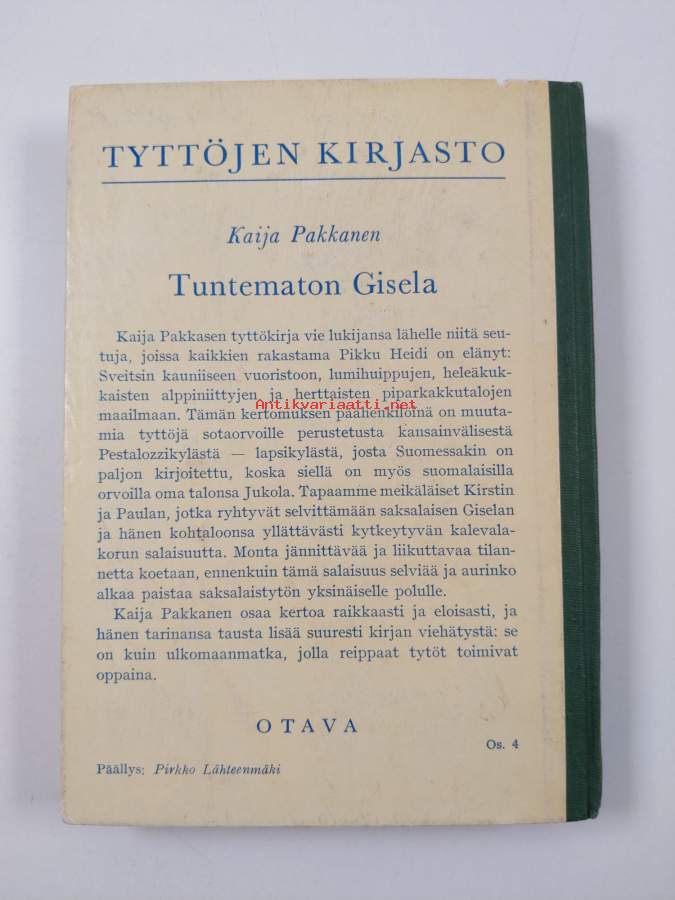 TYTTÖJEN KIRJASTO
Kaija Pakkanen
Tuntematon Gisela
Kaija Pakkasen tyttökirja vie lukijansa lähelle niitä seu-
tuja, joissa kaikkien rakastama Pikku Heidi on elänyt:
Sveitsin kauniiseen vuoristoon, lumihuippujen, heleäkuk-
kaisten alppiniittyjen ja herttaisten piparkakkutalojen
Antikvariaatti.net
maailmaan. Tämän kertomuksen päähenkilöinä on muuta-
mia tyttöjä sotaorvoille perustetusta kansainvälisestä
Pestalozzikylästä — lapsikylästä, josta Suomessakin on
paljon kirjoitettu, koska siellä on myös suomalaisilla
orvoilla oma talonsa Jukola. Tapaamme meikäläiset Kirstin
ja Paulan, jotka ryhtyvät selvittämään saksalaisen Giselan
ja hänen kohtaloonsa yllättävästi kytkeytyvän kalevala-
korun salaisuutta. Monta jännittävää ja liikuttavaa tilan-
netta koetaan, ennenkuin tämä salaisuus selviää ja aurinko
alkaa paistaa saksalaistytön yksinäiselle polulle.
Kaija Pakkanen osaa kertoa raikkaasti ja eloisasti, ja
hänen tarinansa tausta lisää suuresti kirjan viehätystä: se
on kuin ulkomaanmatka, jolla reippaat tytöt toimivat
oppaina.
OTAVA
Os. 4
Päällys: Pirkko Lähteenmäki